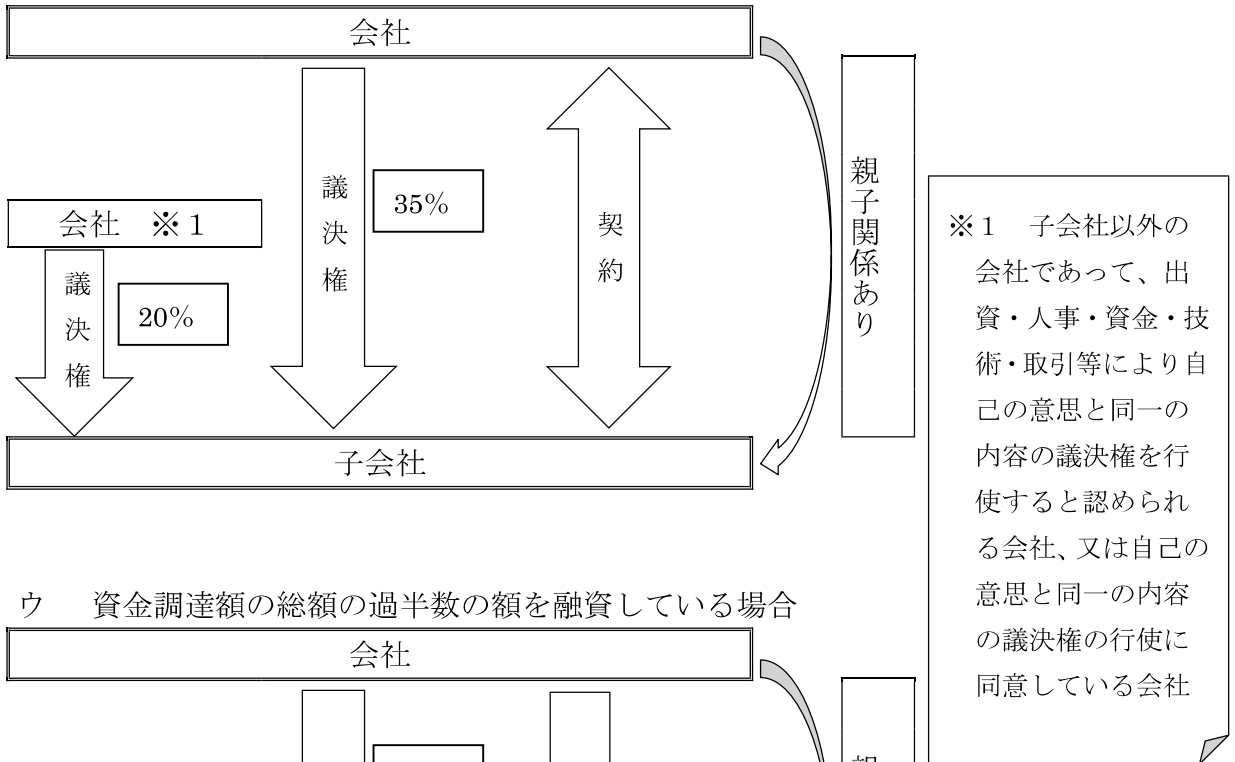 会社
議決権
35%
契約
親子関係あり
会社　※１
議決権
20%
子会社
※１　子会社以外の
会社であって、出
資・人事・資金・技
術・取引等により自
己の意思と同一の
内容の議決権を行
使すると認められ
る会社、又は自己の
意思と同一の内容
の議決権の行使に
同意している会社
ウ　資金調達額の総額の過半数の額を融資している場合
会社